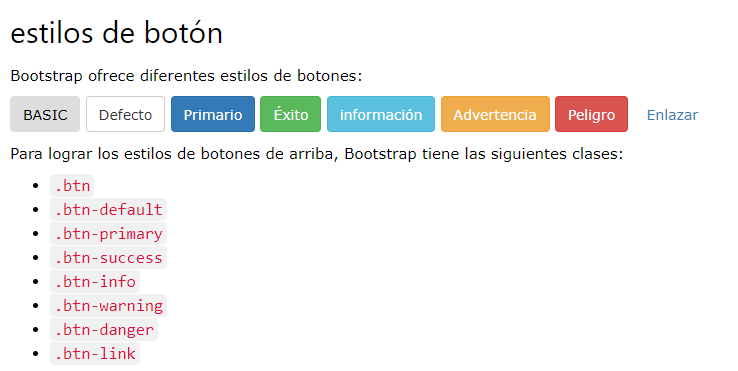 estilos de botón
Bootstrap ofrece diferentes estilos de botones:
BASIC Defecto Primario Éxito información Advertencia Peligro Enlazar
Para lograr los estilos de botones de arriba, Bootstrap tiene las siguientes clases:
.btn
.btn-default
.btn-primary
.btn-success
.btn-info
.btn-warning
.btn-danger
.btn-link